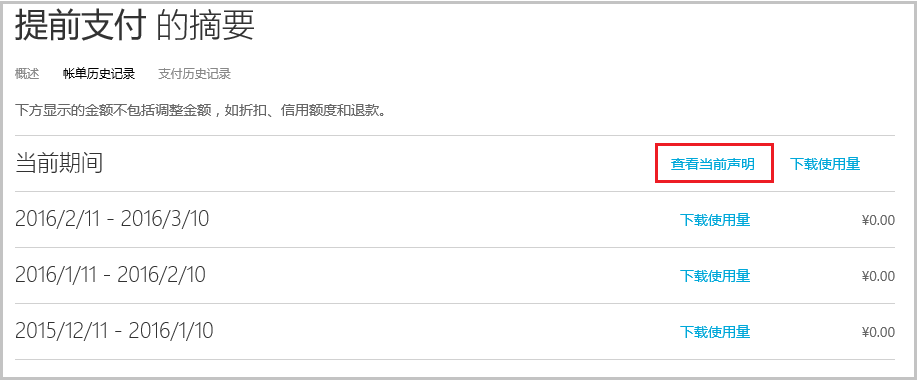 提前支付 的摘要
概述 帐单历史记录 支付历史记录
下方显示的金额不包括调整金额，如折扣、信用额度和退款。
当前期间 查看当前声明 下载使用量
2016/2/11 - 2016/3/10 下载使用量 ¥0.00
2016/1/11 - 2016/2/10 下载使用量 ¥0.00
2015/12/11 - 2016/1/10 下载使用量 ¥0.00